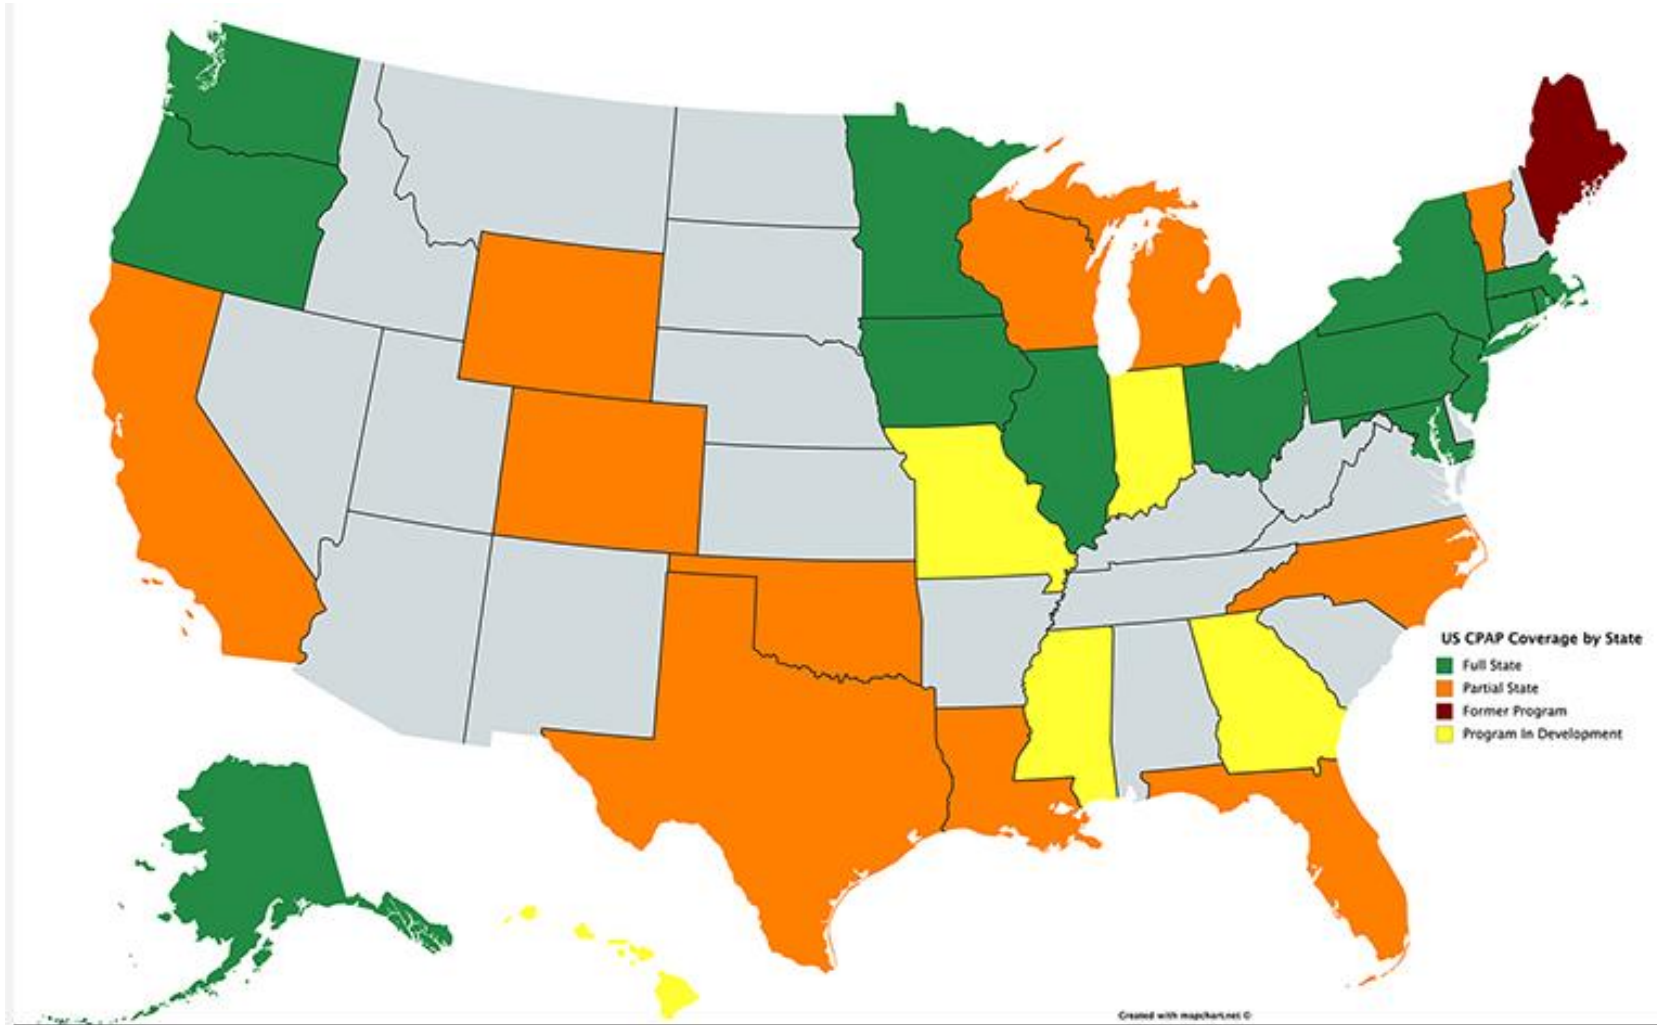 US CPAP Coverage by State
Full State
Partial State
Former Program
Program In Development
Created with mapchart.net ©